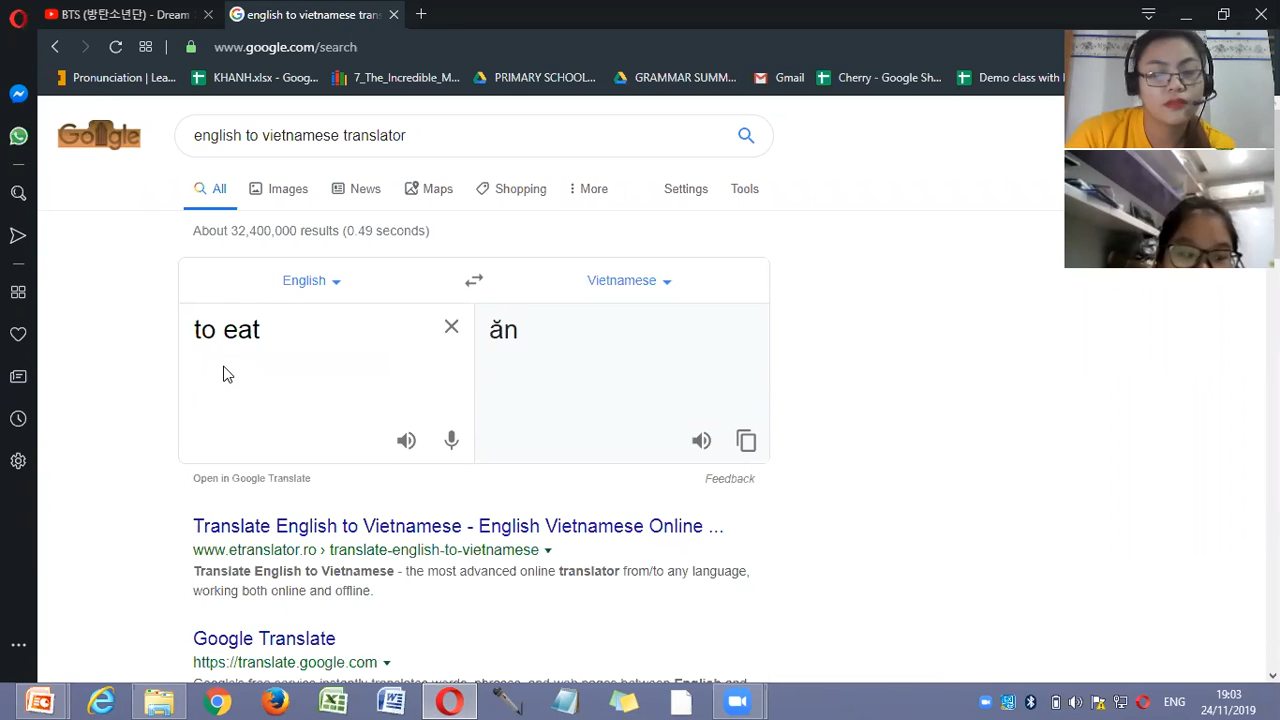 BTS (방탄소년단) - Dream
english to vietnamese trans
www.google.com/search
Pronunciation | Lea...
KHANH.xlsx - Goog...
7_The_Incredible_M...
PRIMARY SCHOOL...
GRAMMAR SUMM...
Gmail
Cherry - Google Sh...
Demo class with
Google
english to vietnamese translator
All
Images
News
Maps
Shopping
More
Settings
Tools
About 32,400,000 results (0.49 seconds)
English
Vietnamese
to eat
ăn
Open in Google Translate
Feedback
Translate English to Vietnamese - English Vietnamese Online ...
www.etranslator.ro › translate-english-to-vietnamese
Translate English to Vietnamese - the most advanced online translator from/to any language,
working both online and offline.
Google Translate
https://translate.google.com
ENG
19:03
24/11/2019